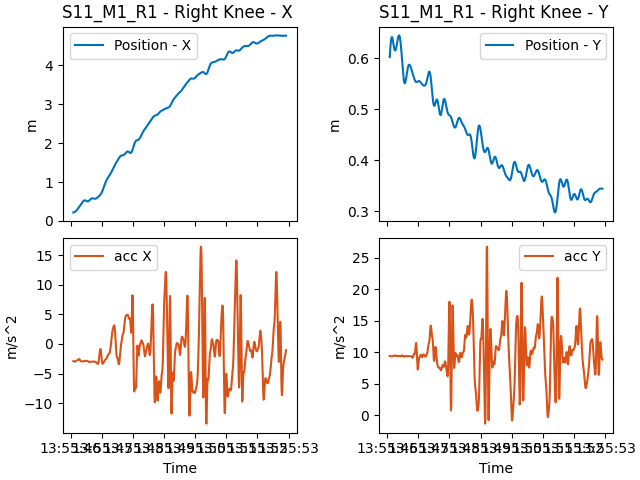 S11_M1_R1 - Right Knee - X
S11_M1_R1 - Right Knee - Y
Position - X
Position - Y
m
4
3
2
1
0
m
0.6
0.5
0.4
0.3
acc X
acc Y
m/s^2
15
10
5
0
−5
−10
m/s^2
25
20
15
10
5
0
Time
Time